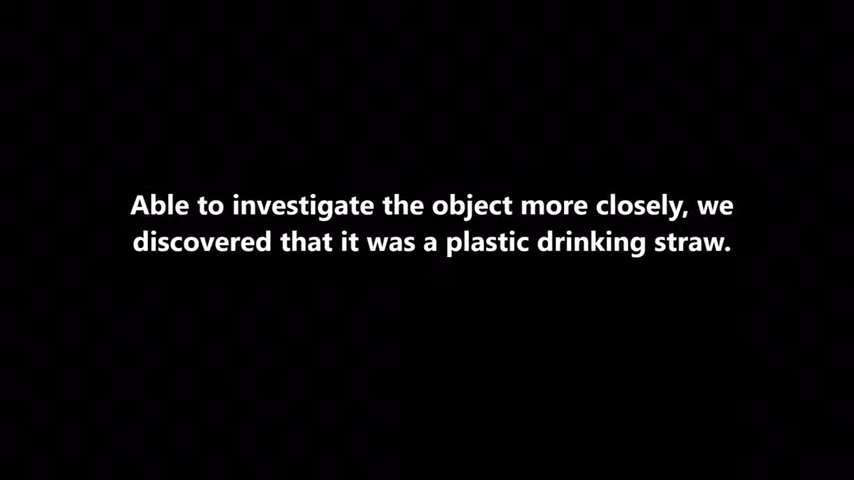 Able to investigate the object more closely, we
discovered that it was a plastic drinking straw.